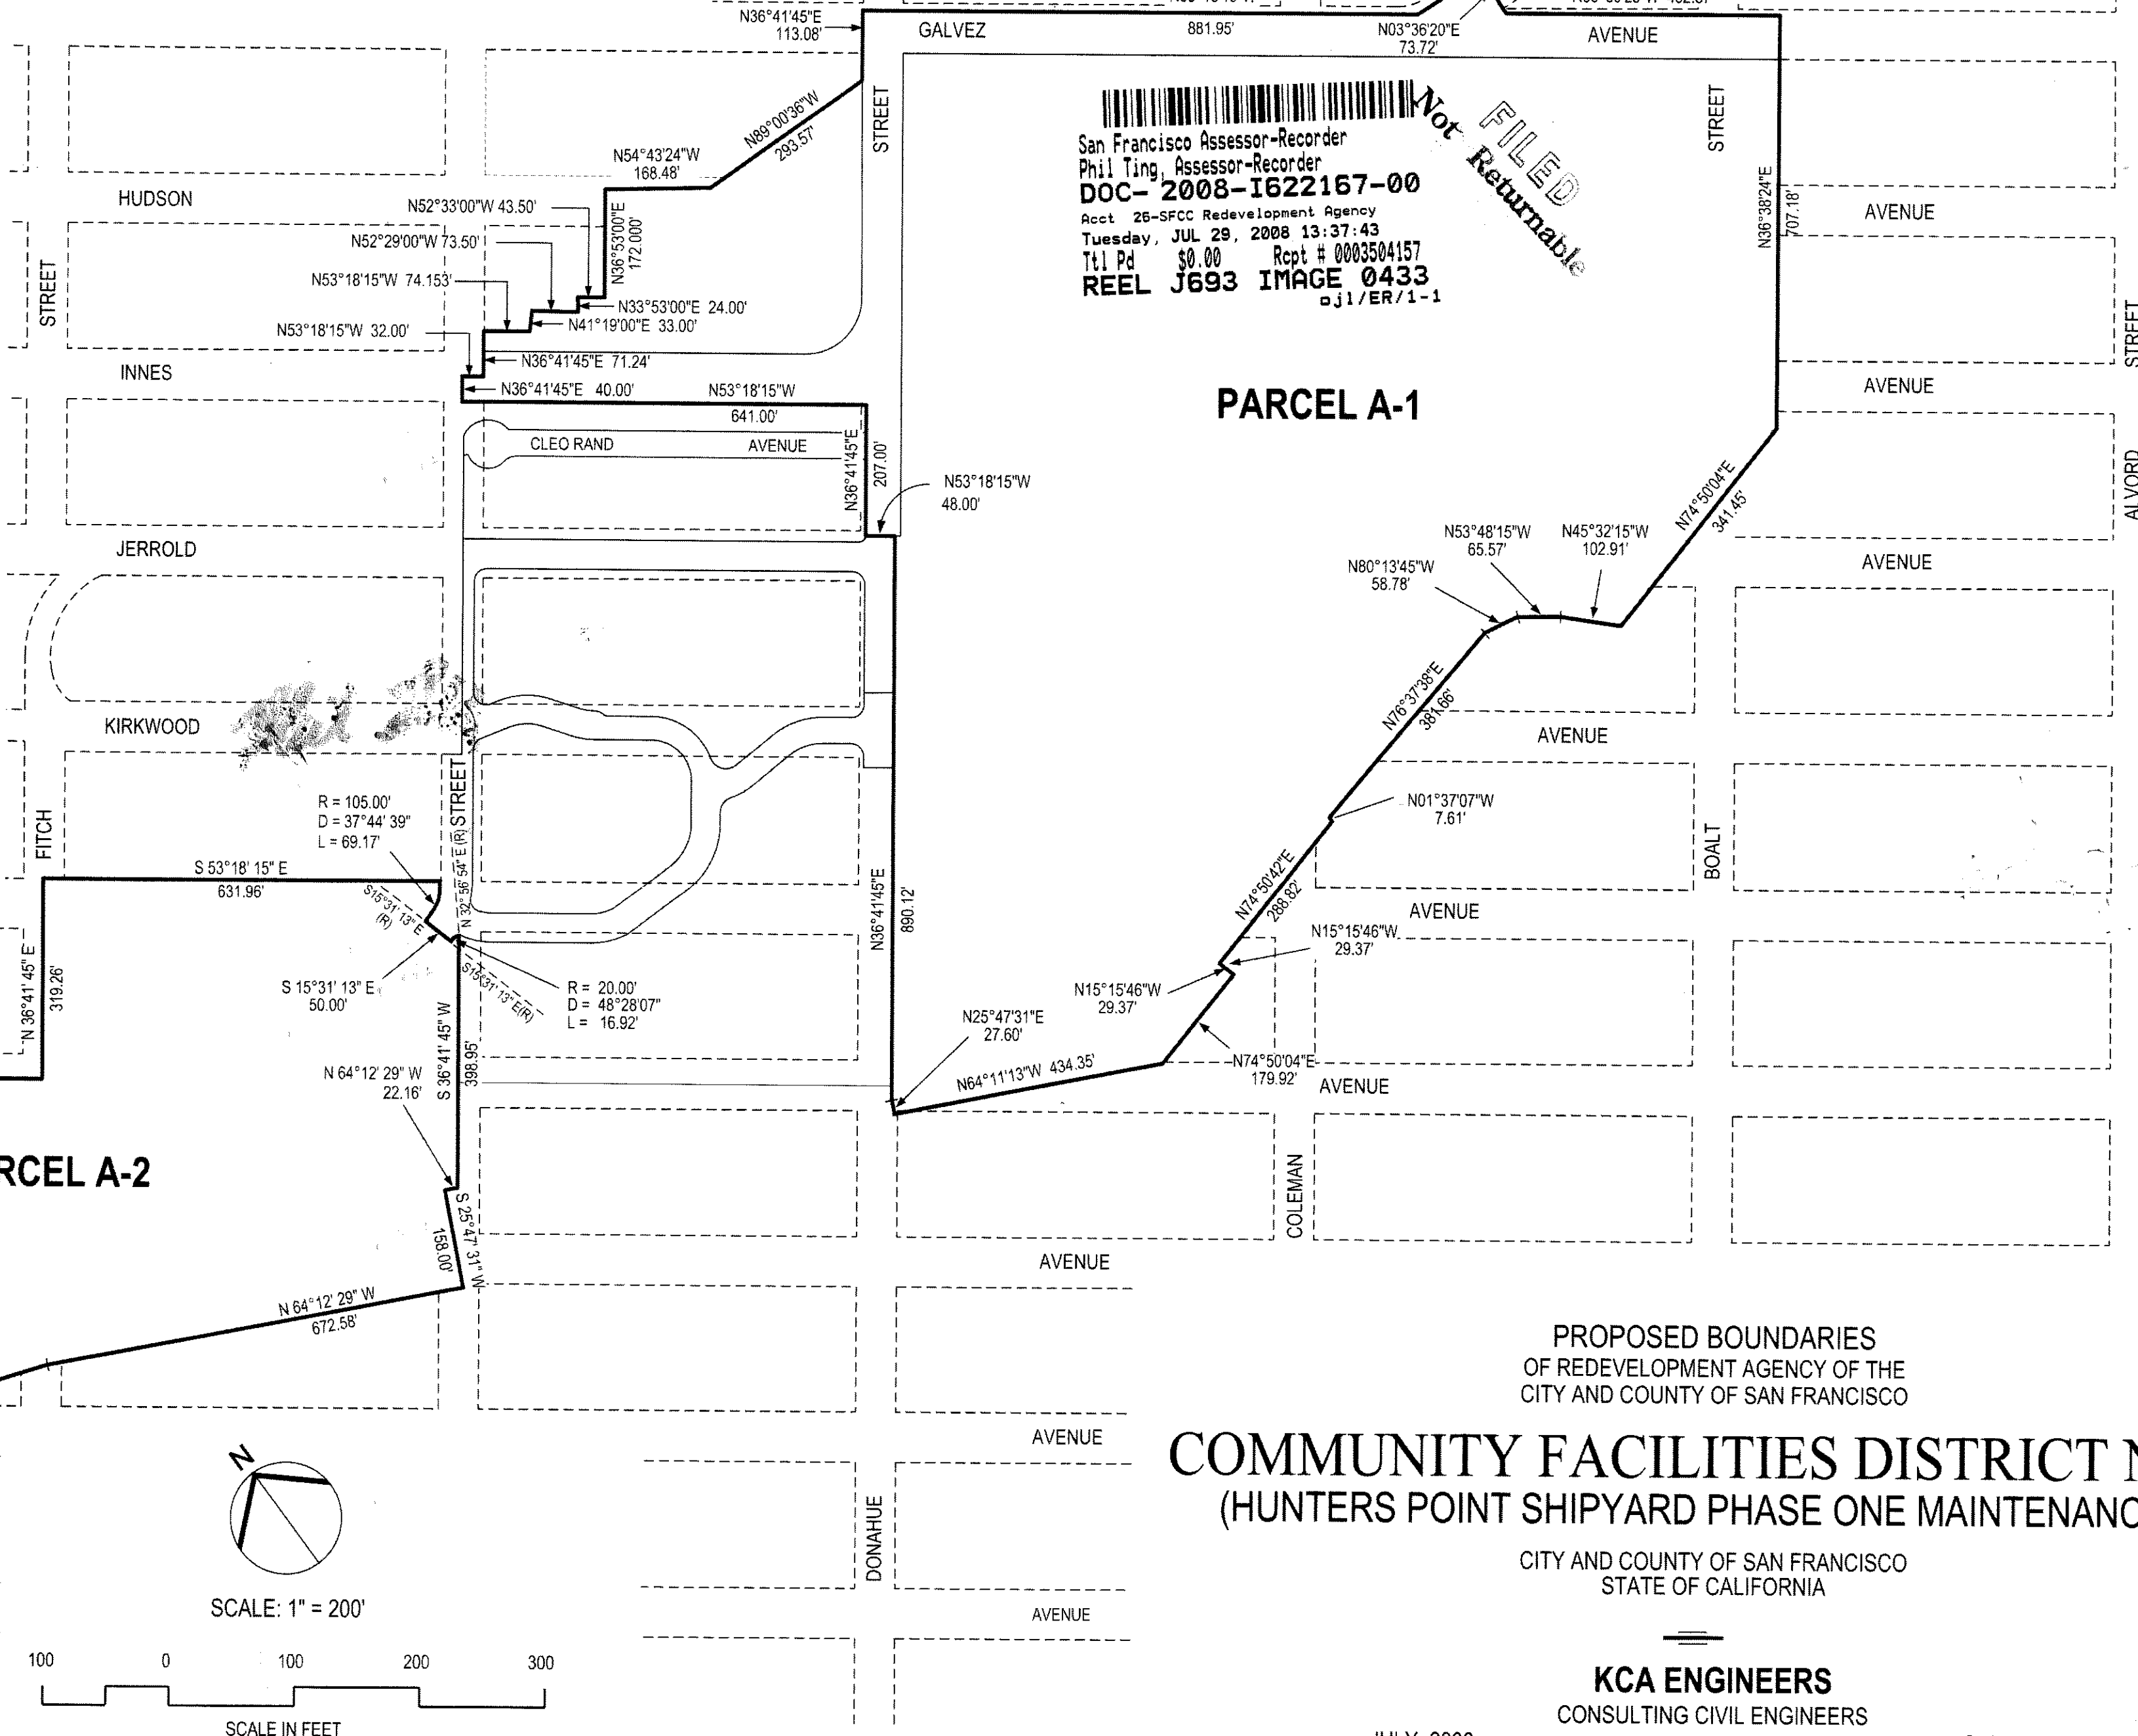 N36°41'45"E
113.08'
GALVEZ
881.95'
N03°36'20"E
73.72'
AVENUE
STREET
STREET
N89°00'36"W
293.57'
N54°43'24"W
168.48'
San Francisco Assessor-Recorder
Phil Ting, Assessor-Recorder
DOC- 2008-I622167-00
Acct 26-SFCC Redevelopment Agency
Tuesday, JUL 29, 2008 13:37:43
Ttl Pd $0.00 Rcpt # 0003504157
REEL J693 IMAGE 0433
ojl/ER/1-1
FILED
Not Returnable
N36°38'24"E
707.18'
HUDSON
AVENUE
N52°33'00"W 43.50'
N36°53'00"E
172.000'
N52°29'00"W 73.50'
N53°18'15"W 74.153'
N33°53'00"E 24.00'
N41°19'00"E 33.00'
N53°18'15"W 32.00'
STREET
STREET
N36°41'45"E 71.24'
INNES
AVENUE
N36°41'45"E 40.00'
N53°18'15"W
641.00'
PARCEL A-1
CLEO RAND AVENUE
N36°41'45"E
207.00'
N53°18'15"W
48.00'
ALVORD
N74°50'04"E
341.45'
N53°48'15"W
65.57'
N45°32'15"W
102.91'
N80°13'45"W
58.78'
JERROLD
AVENUE
N76°37'38"E
381.66'
KIRKWOOD
AVENUE
STREET
R = 105.00'
D = 37°44' 39"
L = 69.17'
N01°37'07"W
7.61'
FITCH
BOALT
S 53°18' 15" E
631.96'
N 32°56' 54" E (R)
S15°31' 13" E
(R)
N74°50'42"E
288.82'
AVENUE
N36°41'45"E
890.12'
N15°15'46"W
29.37'
N 36°41' 45" E
319.26'
S 15°31' 13" E
50.00'
S15°31' 13" E(R)
R = 20.00'
D = 48°28'07"
L = 16.92'
N15°15'46"W
29.37'
N25°47'31"E
27.60'
S 36°41' 45" W
398.95'
N 64°12' 29" W
22.16'
N64°11'13"W 434.35'
N74°50'04"E
179.92'
AVENUE
RCEL A-2
COLEMAN
S 25°47' 31" W
158.00'
AVENUE
N 64°12' 29" W
672.58'
PROPOSED BOUNDARIES
OF REDEVELOPMENT AGENCY OF THE
CITY AND COUNTY OF SAN FRANCISCO
AVENUE
COMMUNITY FACILITIES DISTRICT N
(HUNTERS POINT SHIPYARD PHASE ONE MAINTENANC
N
DONAHUE
CITY AND COUNTY OF SAN FRANCISCO
STATE OF CALIFORNIA
SCALE: 1" = 200'
AVENUE
100 0 100 200 300
SCALE IN FEET
KCA ENGINEERS
CONSULTING CIVIL ENGINEERS